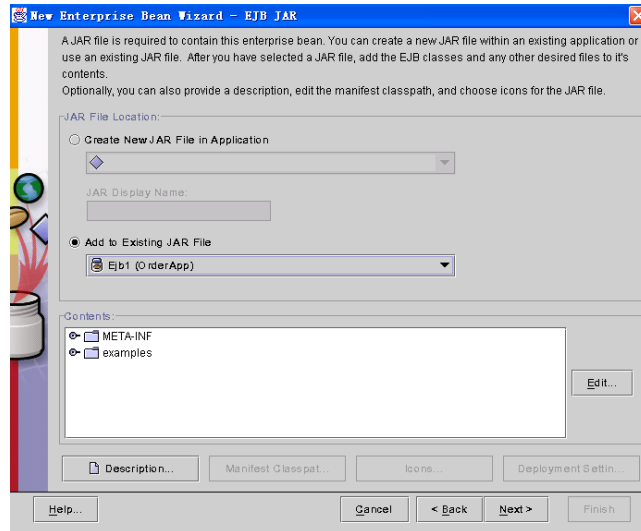 New Enterprise Bean Wizard - EJB JAR
A JAR file is required to contain this enterprise bean. You can create a new JAR file within an existing application or
use an existing JAR file. After you have selected a JAR file, add the EJB classes and any other desired files to it's
contents.
Optionally, you can also provide a description, edit the manifest classpath, and choose icons for the JAR file.
JAR File Location:
Create New JAR File in Application
JAR Display Name:
Add to Existing JAR File
Ejb1 (OrderApp)
Contents:
META-INF
examples
Edit...
Description...
Manifest Classpat...
Icons...
Deployment Settin...
Help...
Cancel
< Back
Next >
Finish